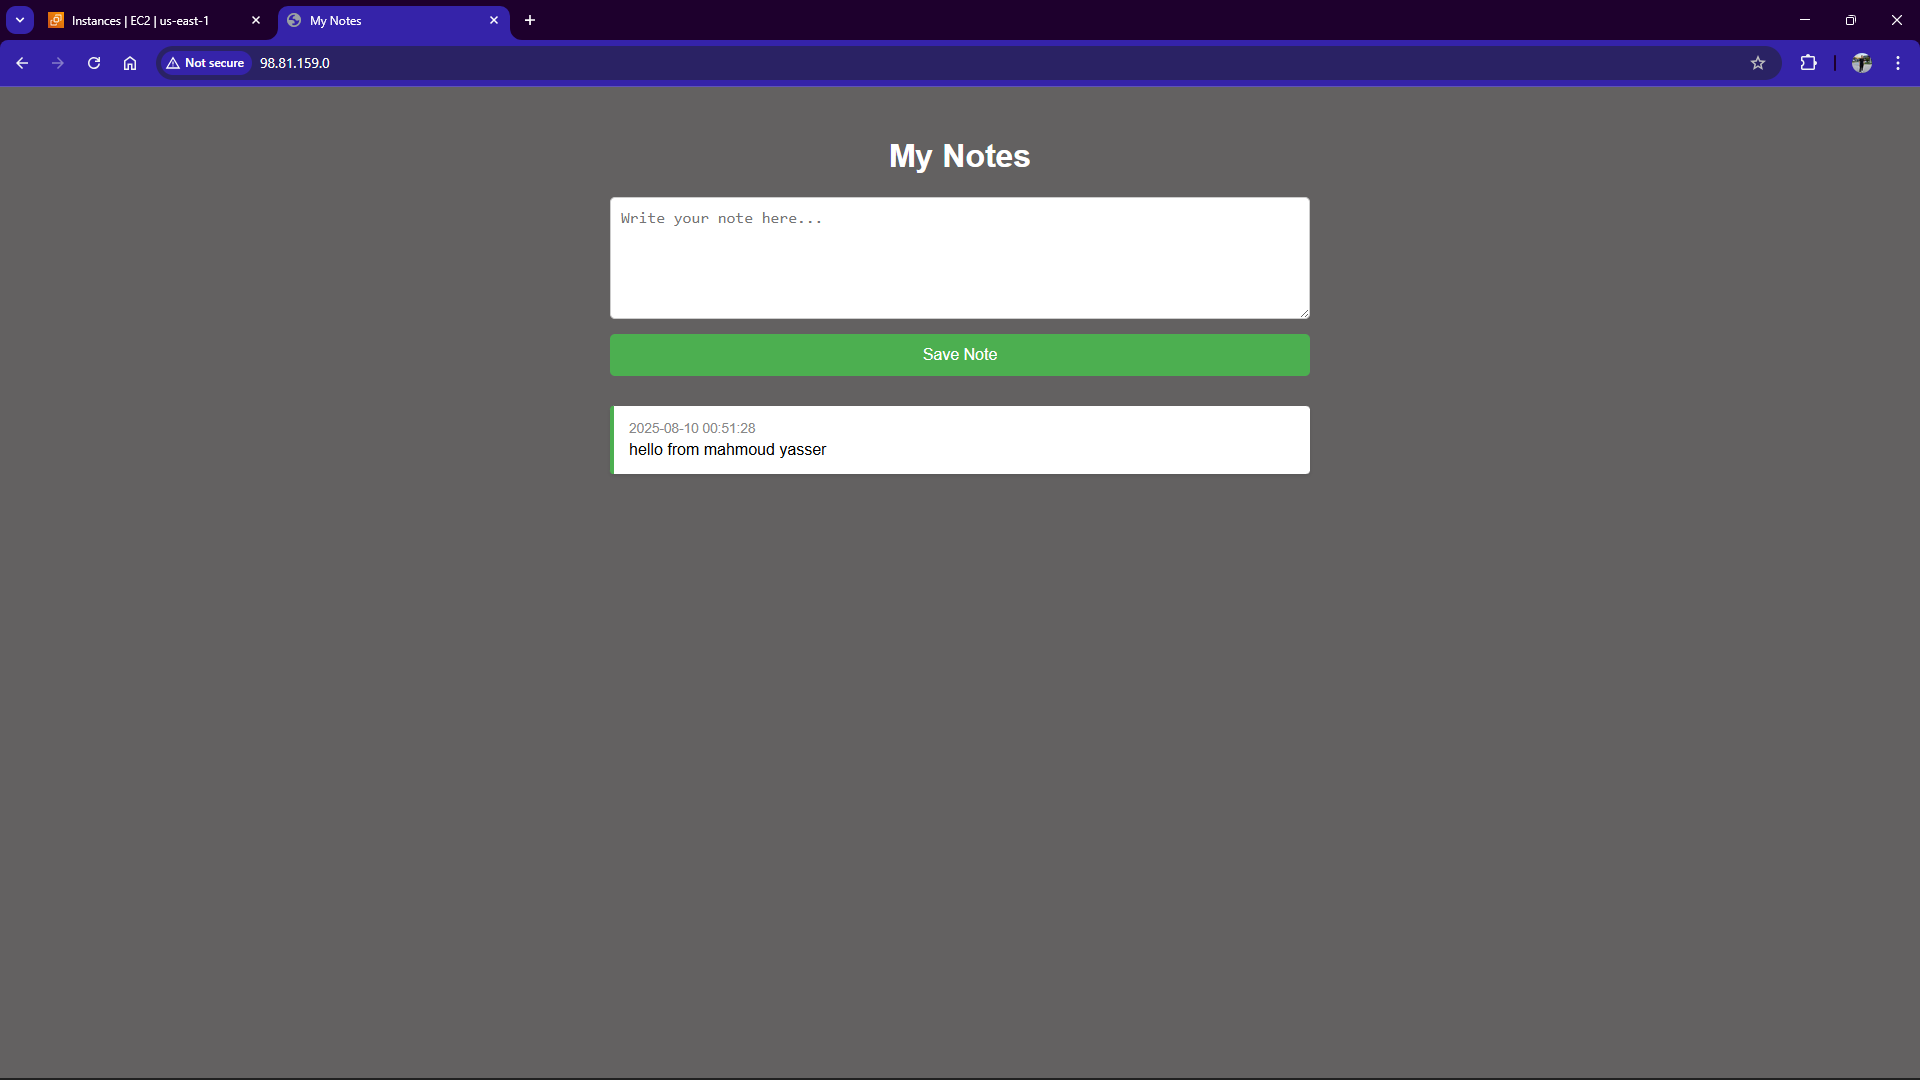 Instances | EC2 | us-east-1
My Notes
Not secure
98.81.159.0
My Notes
Write your note here...
Save Note
2025-08-10 00:51:28
hello from mahmoud yasser